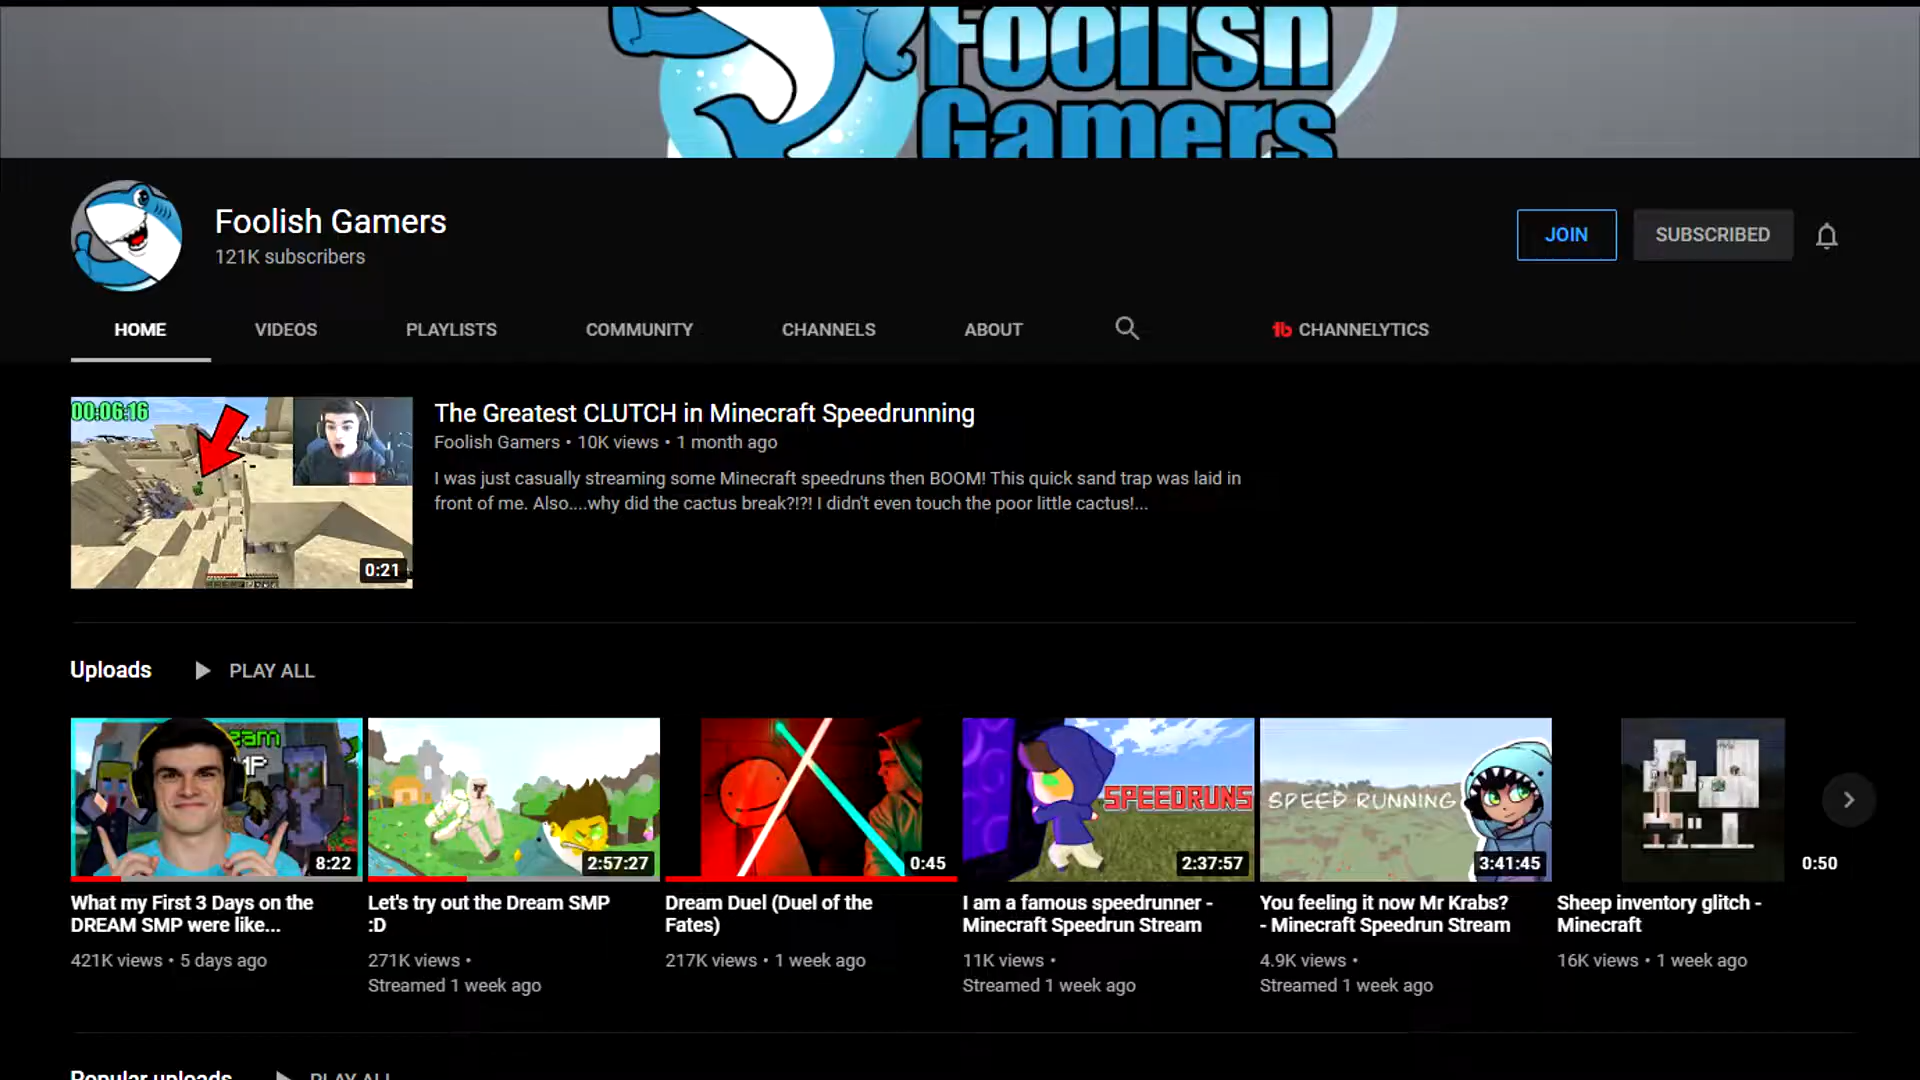 Foolish
Gamers
Foolish Gamers
121K subscribers
JOIN
SUBSCRIBED
HOME
VIDEOS
PLAYLISTS
COMMUNITY
CHANNELS
ABOUT
CHANNELYTICS
00:06:16
0:21
The Greatest CLUTCH in Minecraft Speedrunning
Foolish Gamers • 10K views • 1 month ago
I was just casually streaming some Minecraft speedruns then BOOM! This quick sand trap was laid in
front of me. Also....why did the cactus break?!?! I didn't even touch the poor little cactus!...
Uploads
PLAY ALL
8:22
What my First 3 Days on the
DREAM SMP were like...
421K views • 5 days ago
2:57:27
Let's try out the Dream SMP
:D
271K views •
Streamed 1 week ago
0:45
Dream Duel (Duel of the
Fates)
217K views • 1 week ago
SPEEDRUNS
2:37:57
I am a famous speedrunner -
Minecraft Speedrun Stream
11K views •
Streamed 1 week ago
SPEED RUNNING
3:41:45
You feeling it now Mr Krabs?
- Minecraft Speedrun Stream
4.9K views •
Streamed 1 week ago
0:50
Sheep inventory glitch -
Minecraft
16K views • 1 week ago
Popular uploads
PLAY ALL